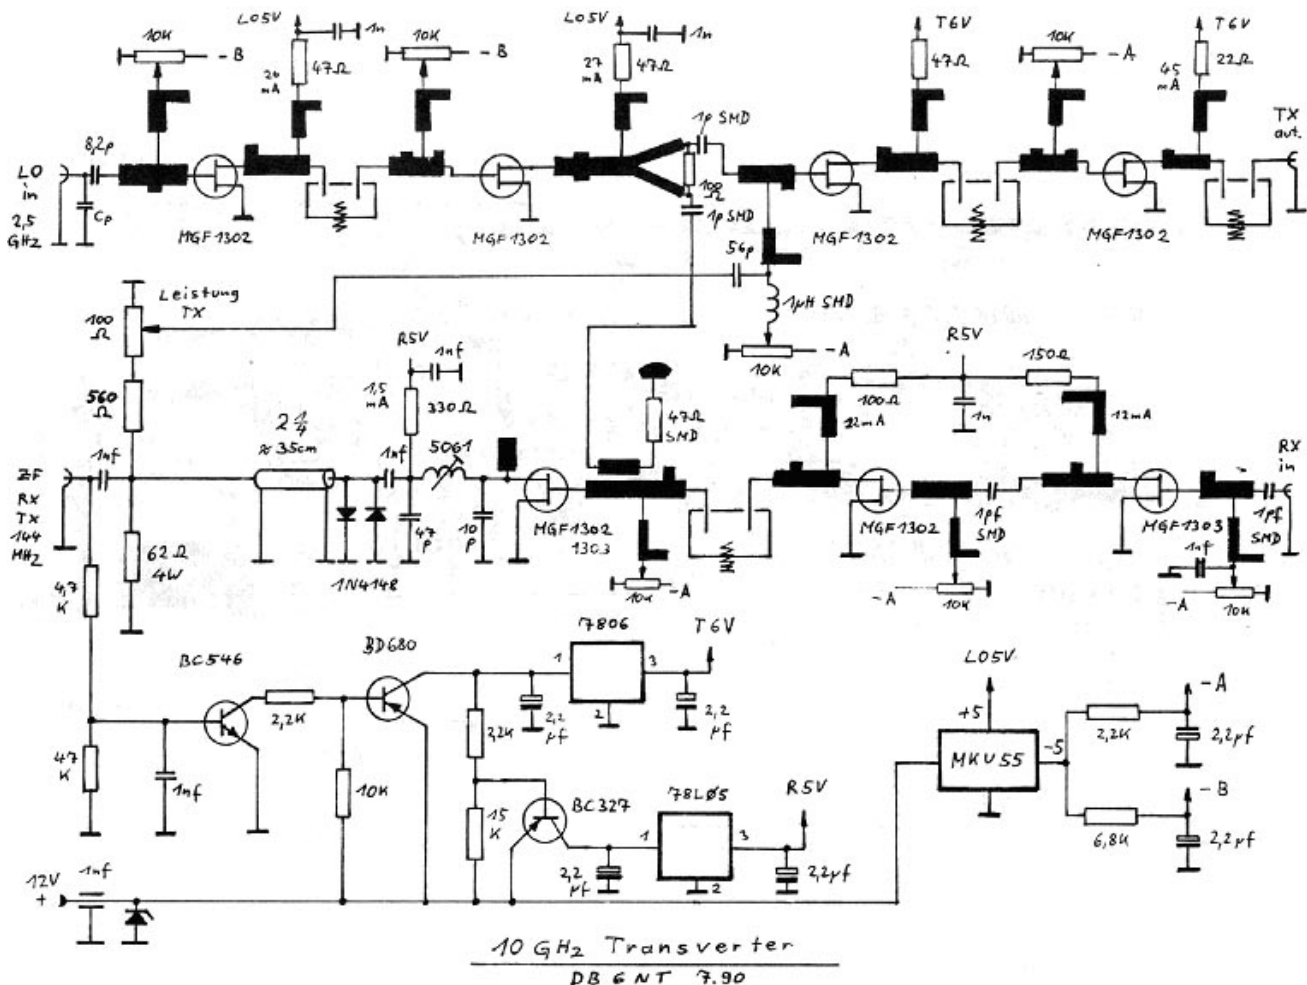 LO5V
1n
10K
-B
24 mA
47Ω
10K
-B
LO5V
1n
27 mA
47Ω
T6V
47Ω
10K
-A
T6V
45 mA
22Ω
LO in 2,5 GHz
8,2p
Cp
MGF1302
MGF1302
1p SMD
100 Ω
1p SMD
MGF1302
MGF1302
TX out.
56p
1µH SMD
10K
-A
Leistung TX
100 Ω
560 Ω
R5V
1nf
1,5 mA
330Ω
47Ω SMD
R5V
100Ω
1n
150Ω
12mA
12mA
ZF RX TX 144 MHz
1nf
2 1/4
≈ 35cm
1nf
5061
47 p
10 p
1N4148
62Ω 4W
MGF1302
1303
10K
-A
MGF1302
1pf SMD
-A
10K
MGF1303
1nf
-A
10K
1pf SMD
RX in
4,7 K
47 K
BC546
1nf
2,2K
BD680
10K
2,2K
15 K
7806
1
3
2
2,2 µf
T6V
2,2 µf
BC327
78L05
1
3
2
2,2 µf
R5V
2,2µf
LO5V
+5
MKU55
-5
2,2K
-A
2,2µf
6,8K
-B
2,2µf
12V +
1nf
10 GHz Transverter
DB6NT 7.90